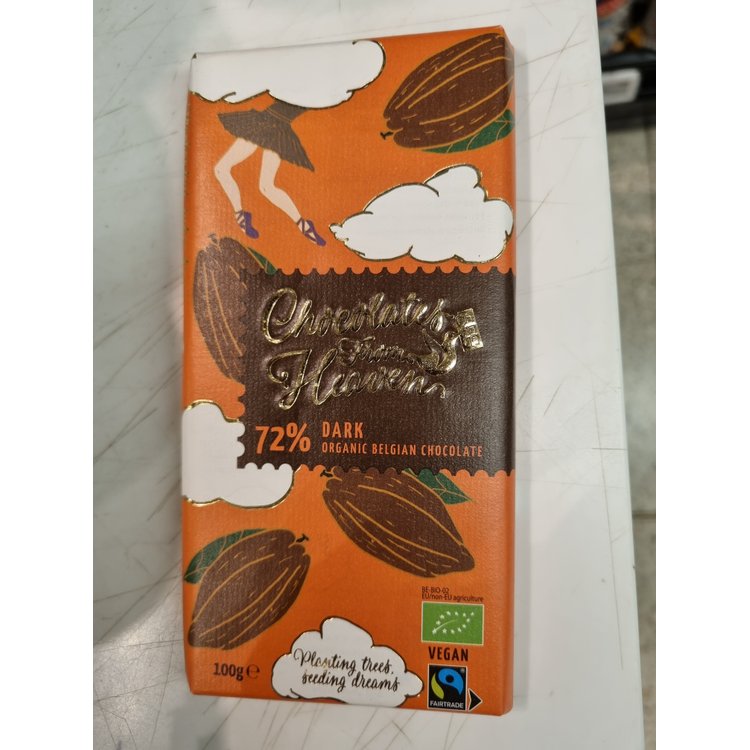 Chocolates
From
Heaven
72% DARK
ORGANIC BELGIAN CHOCOLATE
BE-BIO-02
EU/non-EU agriculture
VEGAN
100g ℮
Planting trees,
seeding dreams
FAIRTRADE